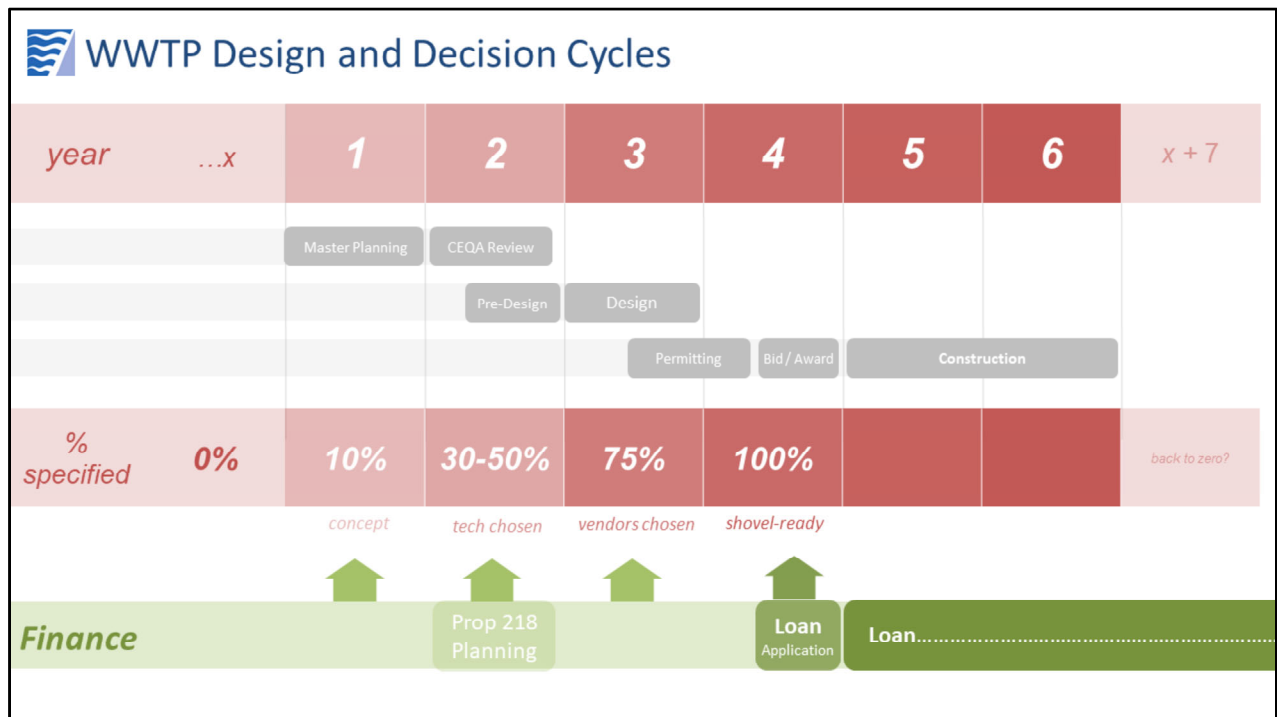 WWTP Design and Decision Cycles
year ...x 1 2 3 4 5 6 x + 7
Master Planning CEQA Review
Pre-Design Design
Permitting Bid / Award Construction
%
specified 0% 10% 30-50% 75% 100% back to zero?
concept tech chosen vendors chosen shovel-ready
Finance
Prop 218
Planning
Loan
Application
Loan.......................................................................